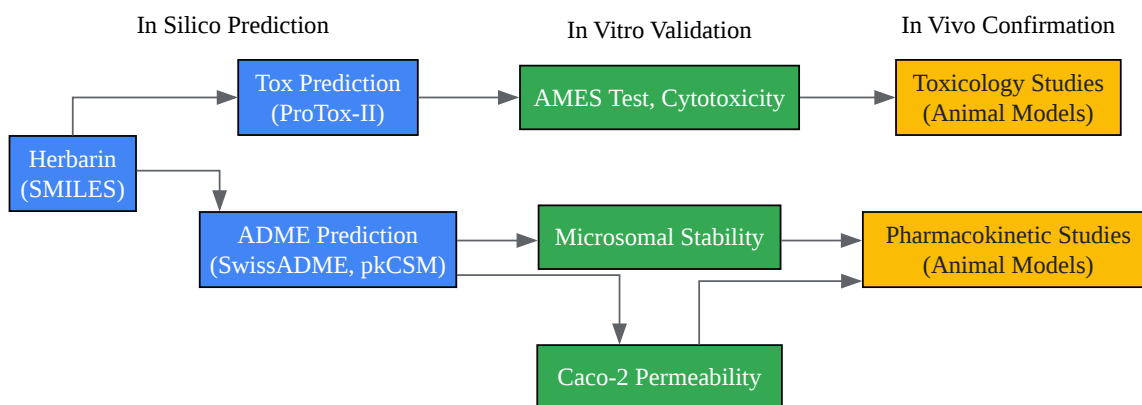 In Silico Prediction
In Vitro Validation
In Vivo Confirmation
Tox Prediction
(ProTox-II)
AMES Test, Cytotoxicity
Toxicology Studies
(Animal Models)
Herbarin
(SMILES)
ADME Prediction
(SwissADME, pkCSM)
Microsomal Stability
Pharmacokinetic Studies
(Animal Models)
Caco-2 Permeability